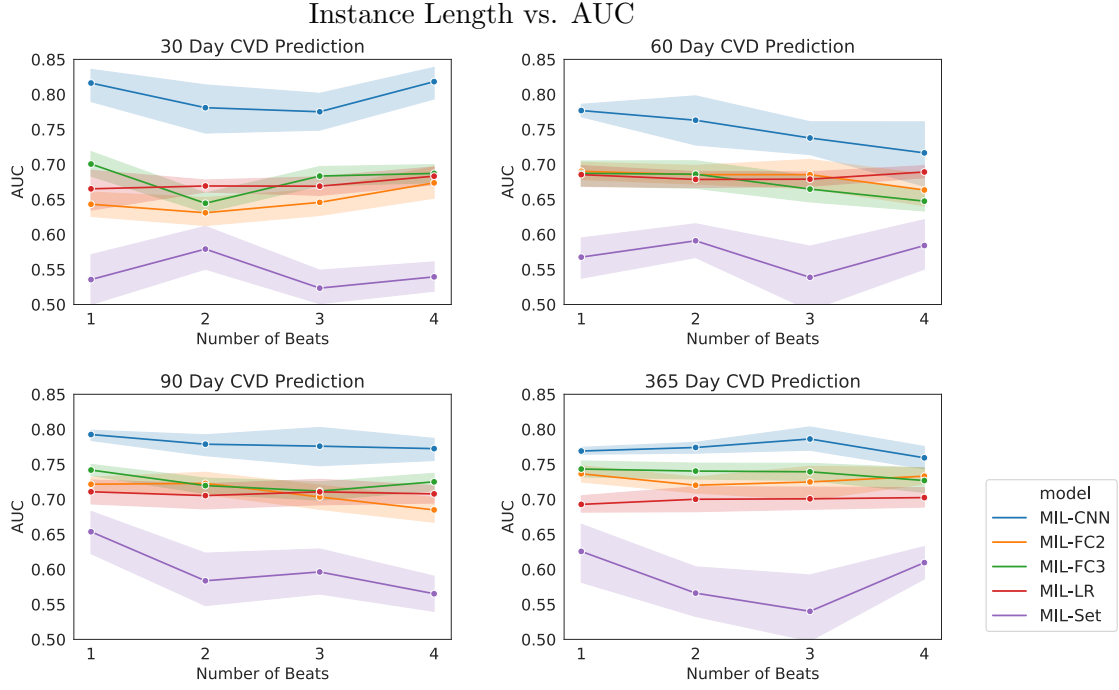 Instance Length vs. AUC
30 Day CVD Prediction
0.85
0.80
0.75
0.70
0.65
0.60
0.55
0.50
AUC
1 2 3 4
Number of Beats
60 Day CVD Prediction
0.85
0.80
0.75
0.70
0.65
0.60
0.55
0.50
AUC
1 2 3 4
Number of Beats
90 Day CVD Prediction
0.85
0.80
0.75
0.70
0.65
0.60
0.55
0.50
AUC
1 2 3 4
Number of Beats
365 Day CVD Prediction
0.85
0.80
0.75
0.70
0.65
0.60
0.55
0.50
AUC
1 2 3 4
Number of Beats
model
MIL-CNN
MIL-FC2
MIL-FC3
MIL-LR
MIL-Set